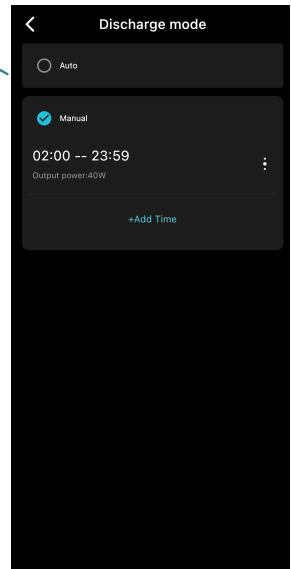 Discharge mode
Auto
Manual
02:00 -- 23:59
Output power:40W
+Add Time